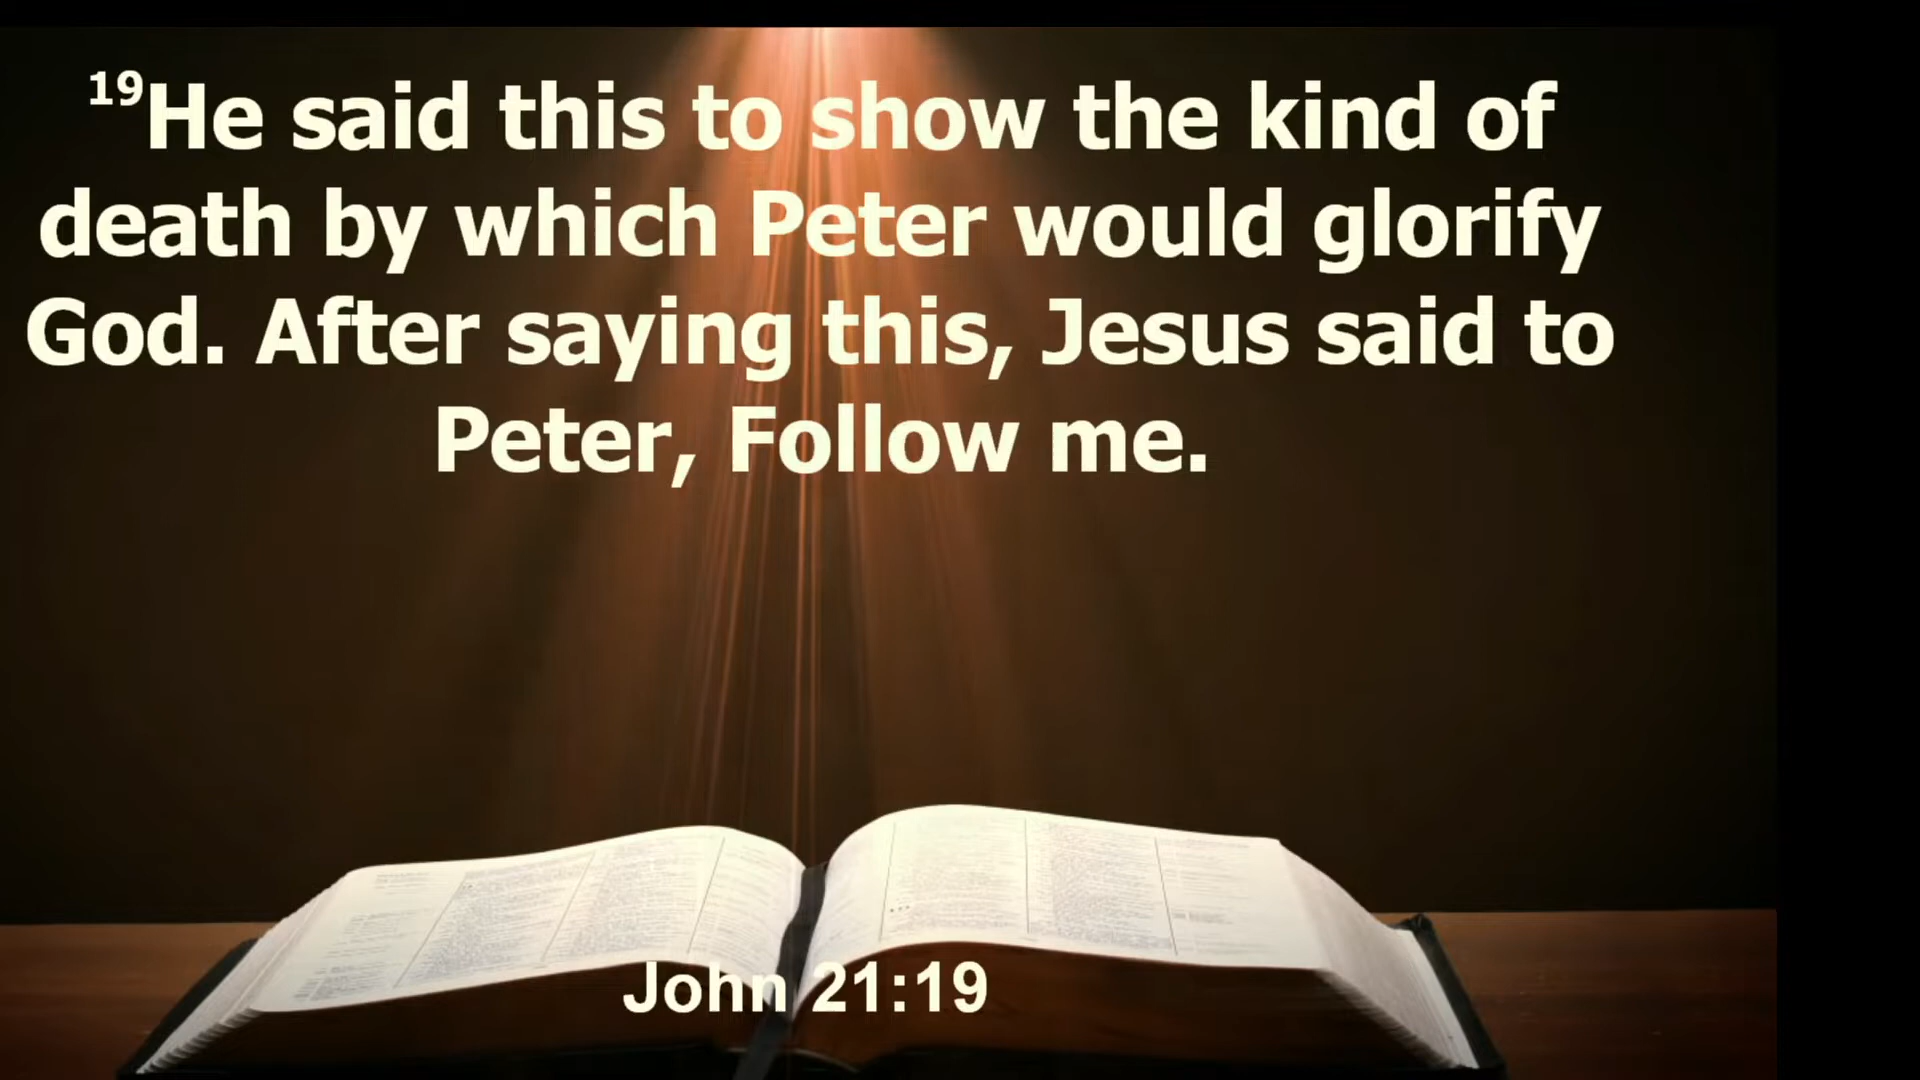 19He said this to show the kind of
death by which Peter would glorify
God. After saying this, Jesus said to
Peter, Follow me.
John 21:19